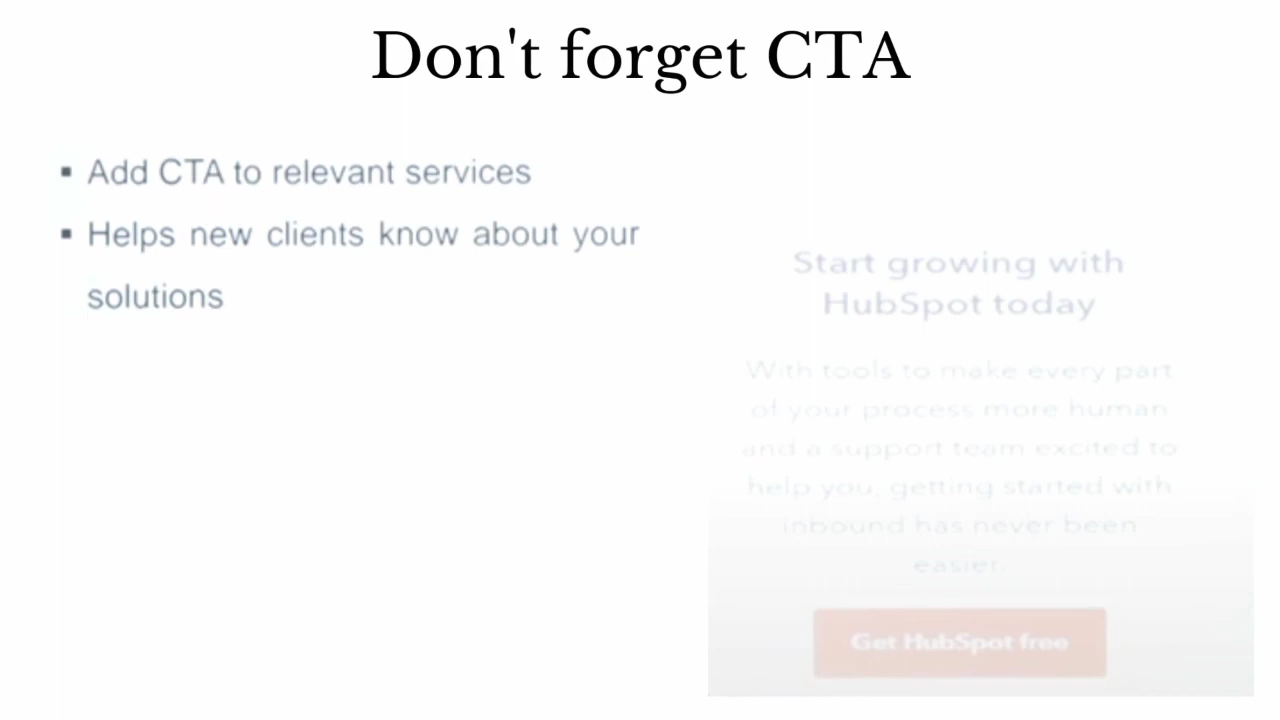 Don't forget CTA
▪ Add CTA to relevant services
▪ Helps new clients know about your
solutions
Start growing with
HubSpot today
With tools to make every part
of your process more human
and a support team excited to
help you, getting started with
inbound has never been
easier.
Get HubSpot free